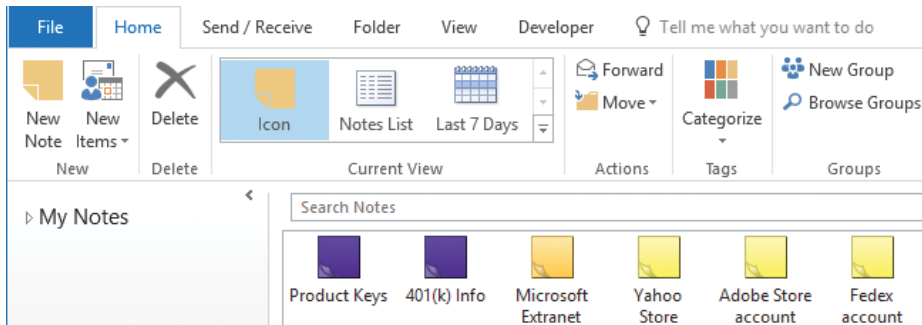 File Home Send / Receive Folder View Developer Tell me what you want to do
New Note
New Items
Delete
Icon
Notes List
Last 7 Days
Forward
Move
Categorize
New Group
Browse Groups
New
Delete
Current View
Actions
Tags
Groups
My Notes
Search Notes
Product Keys
401(k) Info
Microsoft
Extranet
Yahoo
Store
Adobe Store
account
Fedex
account